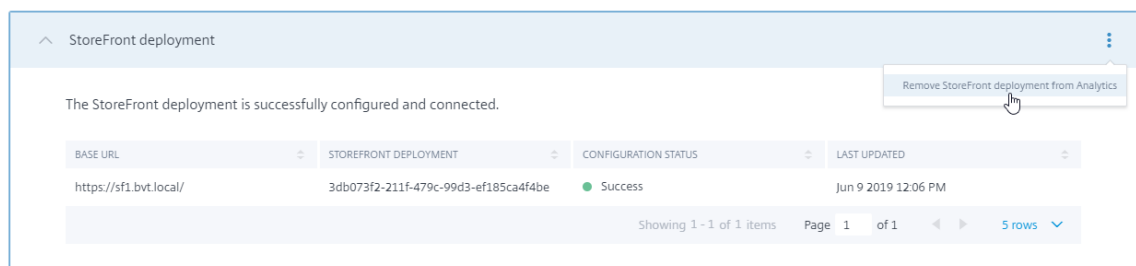 StoreFront deployment
Remove StoreFront deployment from Analytics
The StoreFront deployment is successfully configured and connected.
BASE URL STOREFRONT DEPLOYMENT CONFIGURATION STATUS LAST UPDATED
https://sf1.bvt.local/ 3db073f2-211f-479c-99d3-ef185ca4f4be Success Jun 9 2019 12:06 PM
Showing 1 - 1 of 1 items Page 1 of 1 5 rows